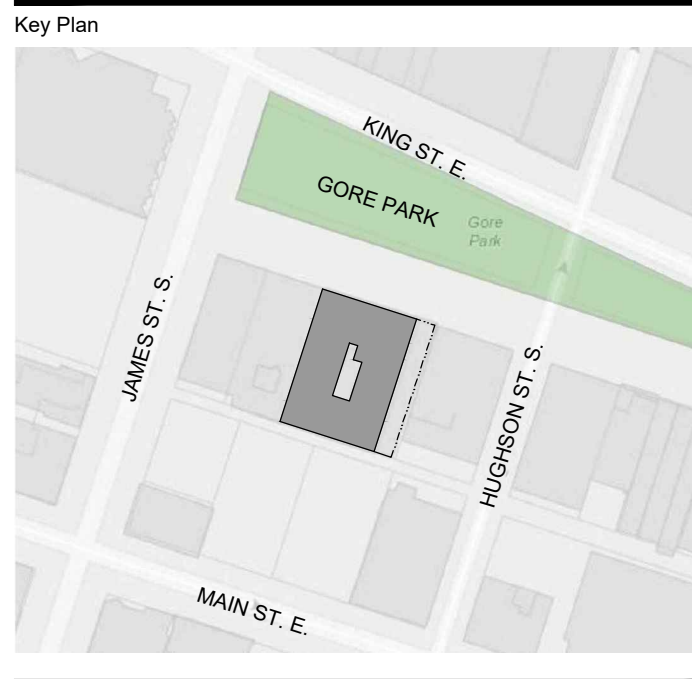 Key Plan
KING ST. E.
GORE PARK
Gore
Park
JAMES ST. S.
HUGHSON ST. S.
MAIN ST. E.